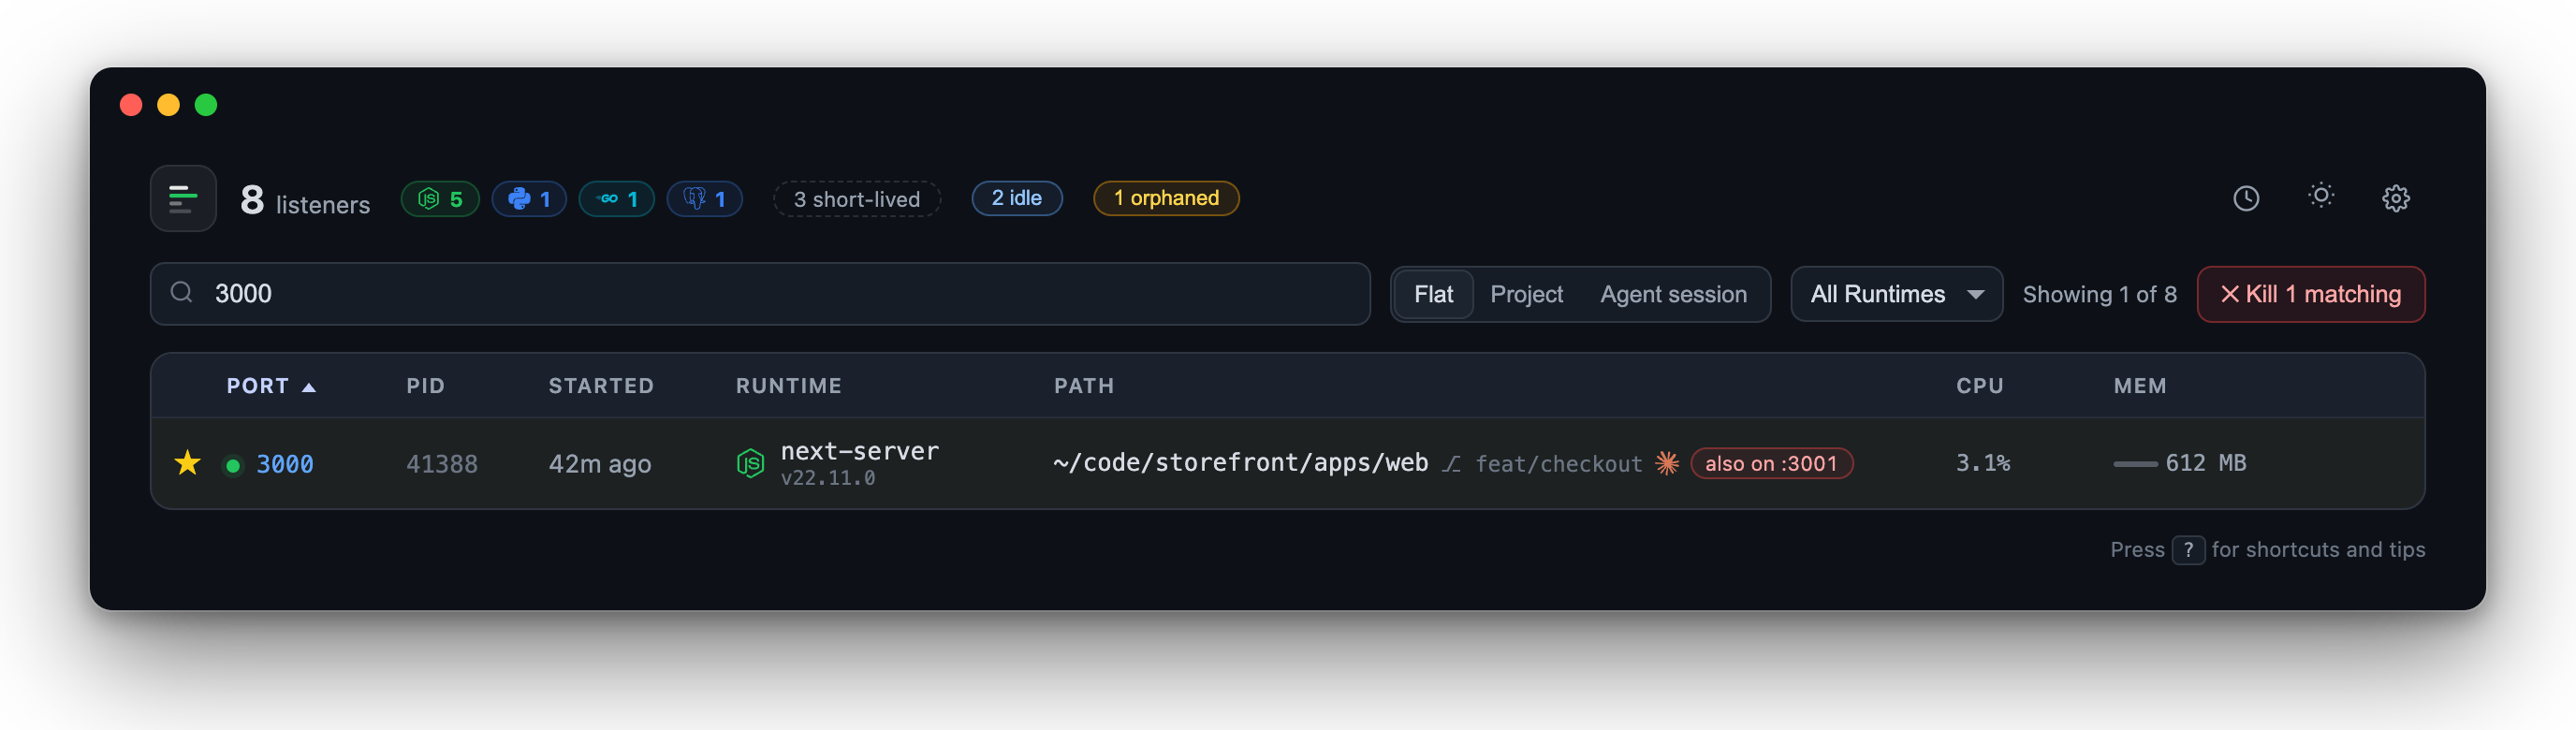 8 listeners JS 5 1 GO 1 1 3 short-lived 2 idle 1 orphaned
3000 Flat Project Agent session All Runtimes Showing 1 of 8 Kill 1 matching
PORT PID STARTED RUNTIME PATH CPU MEM
3000 41388 42m ago JS next-server ~/code/storefront/apps/web feat/checkout also on :3001 3.1% 612 MB
v22.11.0
Press ? for shortcuts and tips